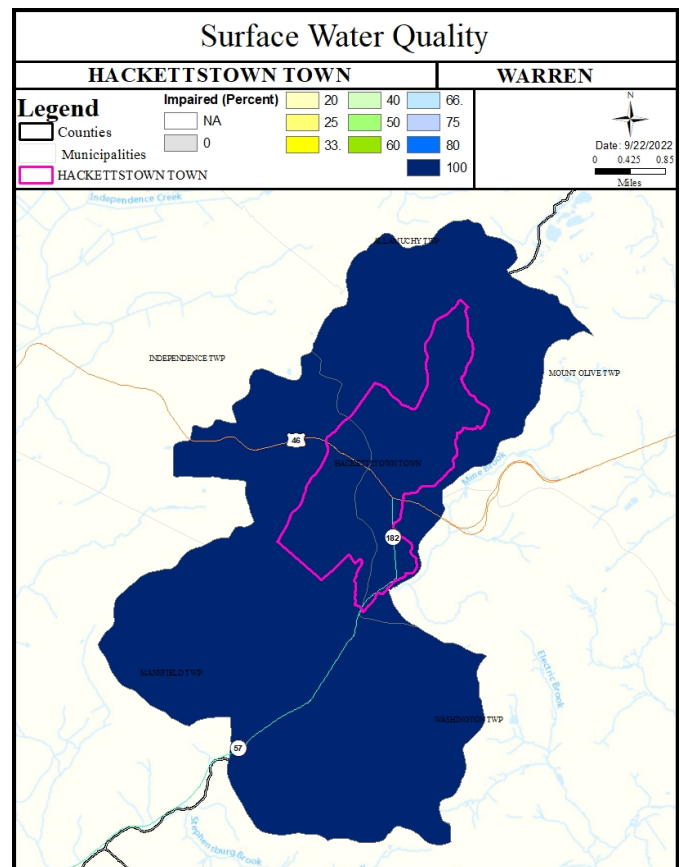 Surface Water Quality
HACKETTSTOWN TOWN WARREN
Legend
Counties
Municipalities
HACKETTSTOWN TOWN
Impaired (Percent)
NA
0
20 40 66.
25 50 75
33. 60 80
100
N
Date: 9/22/2022
0 0.425 0.85
Miles
Independence Creek
ALLAMUCHY TWP
INDEPENDENCE TWP
MOUNT OLIVE TWP
46
HACKETTSTOWN TOWN
Mine Brook
182
Electric Brook
MANSFIELD TWP
WASHINGTON TWP
57
Stephensburg Brook